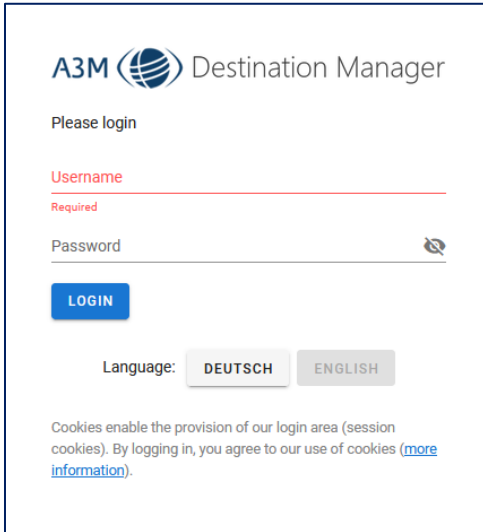 A3M Destination Manager
Please login
Username
Required
Password
LOGIN
Language: DEUTSCH ENGLISH
Cookies enable the provision of our login area (session
cookies). By logging in, you agree to our use of cookies (more
information).